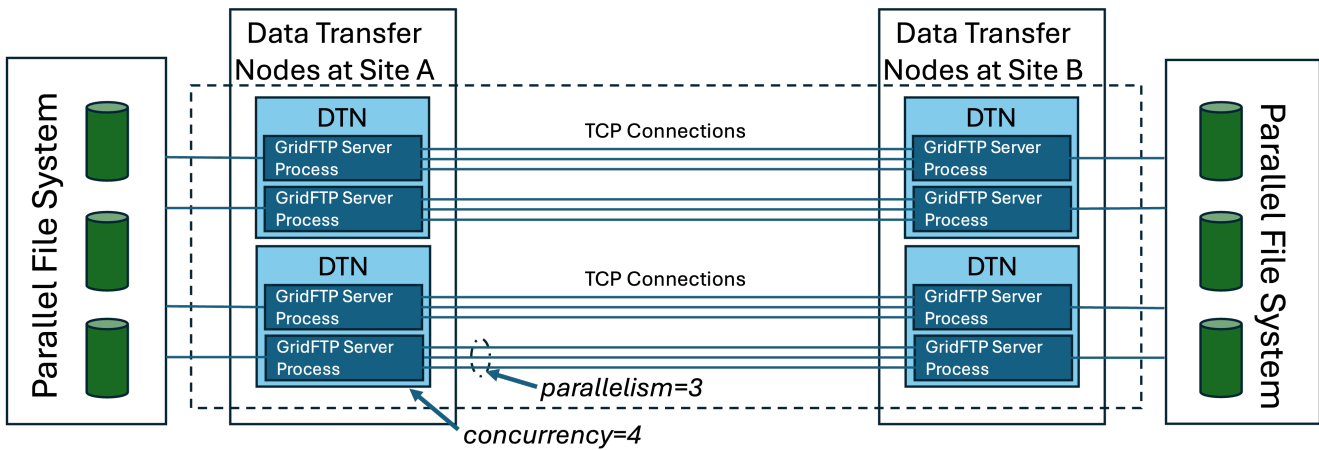 Data Transfer
Nodes at Site A
Data Transfer
Nodes at Site B
Parallel File System
DTN
GridFTP Server
Process
GridFTP Server
Process
DTN
GridFTP Server
Process
GridFTP Server
Process
TCP Connections
TCP Connections
parallelism=3
concurrency=4
DTN
GridFTP Server
Process
GridFTP Server
Process
DTN
GridFTP Server
Process
GridFTP Server
Process
Parallel File System